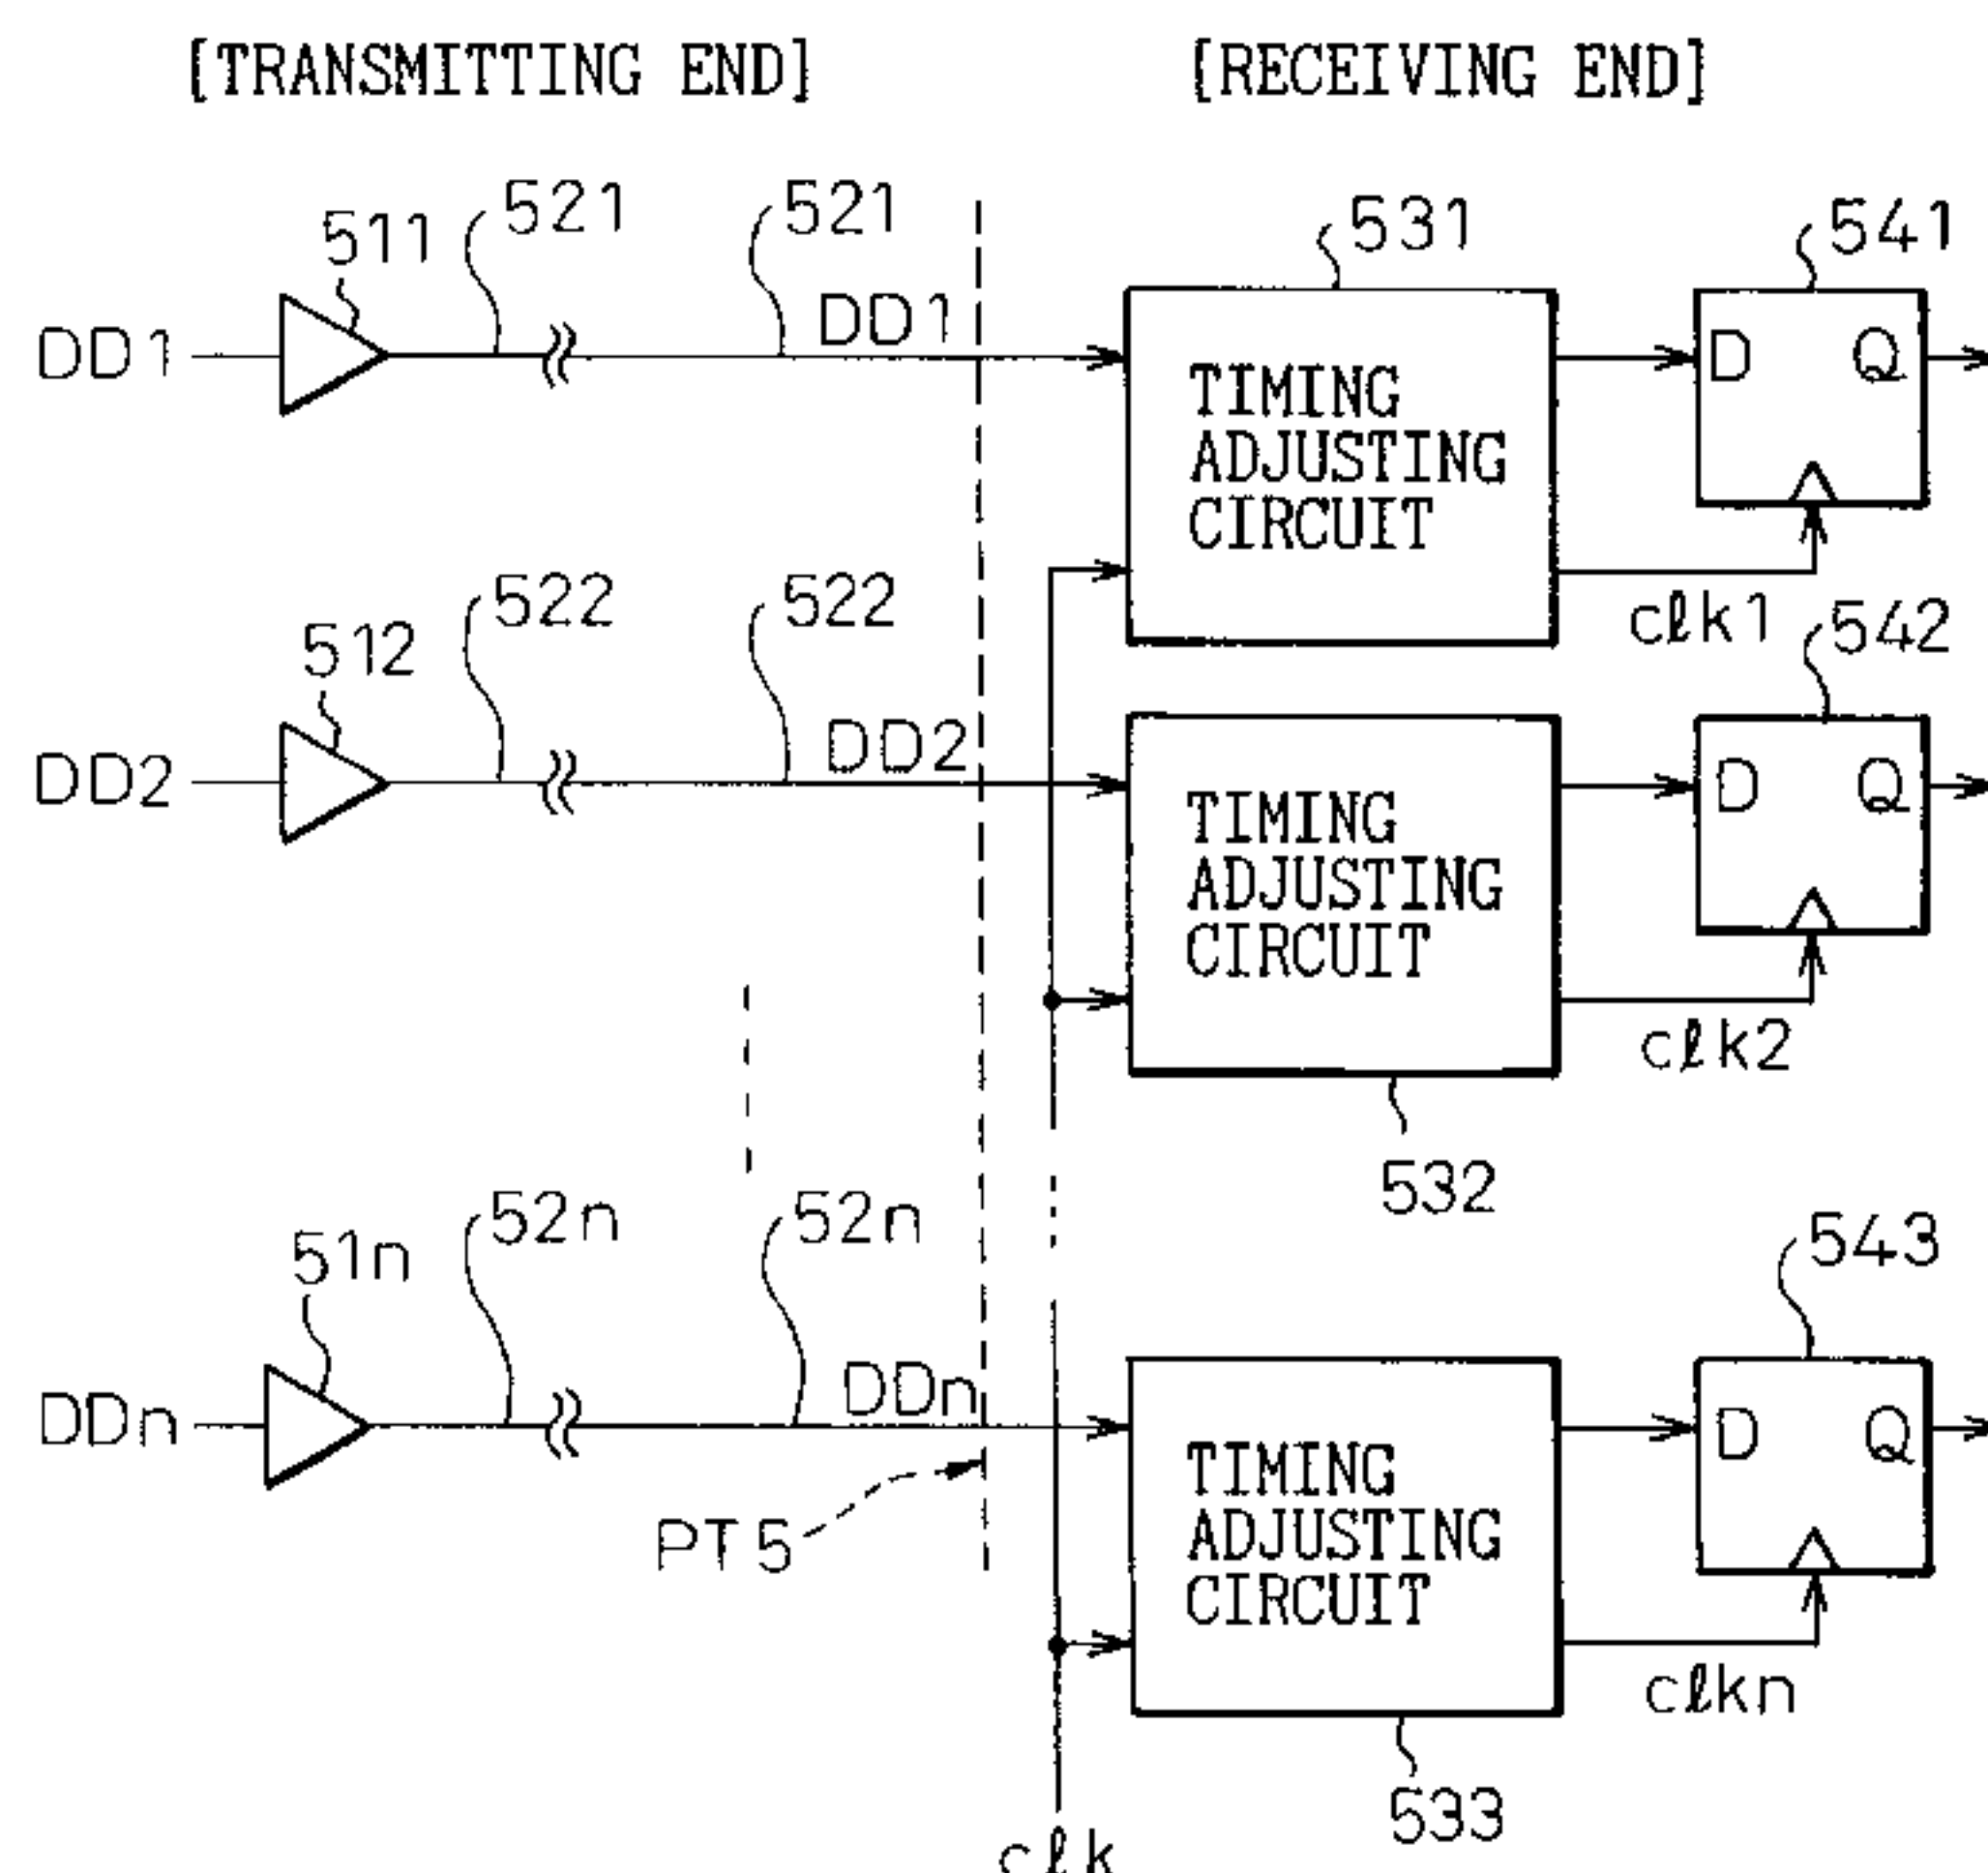 [TRANSMITTING END]
[RECEIVING END]
511
521
521
531
541
DD1
DD1
TIMING
ADJUSTING
CIRCUIT
D
Q
clk1
512
522
522
542
DD2
DD2
TIMING
ADJUSTING
CIRCUIT
D
Q
clk2
532
51n
52n
52n
543
DDn
DDn
TIMING
ADJUSTING
CIRCUIT
D
Q
PT5
clkn
533
clk